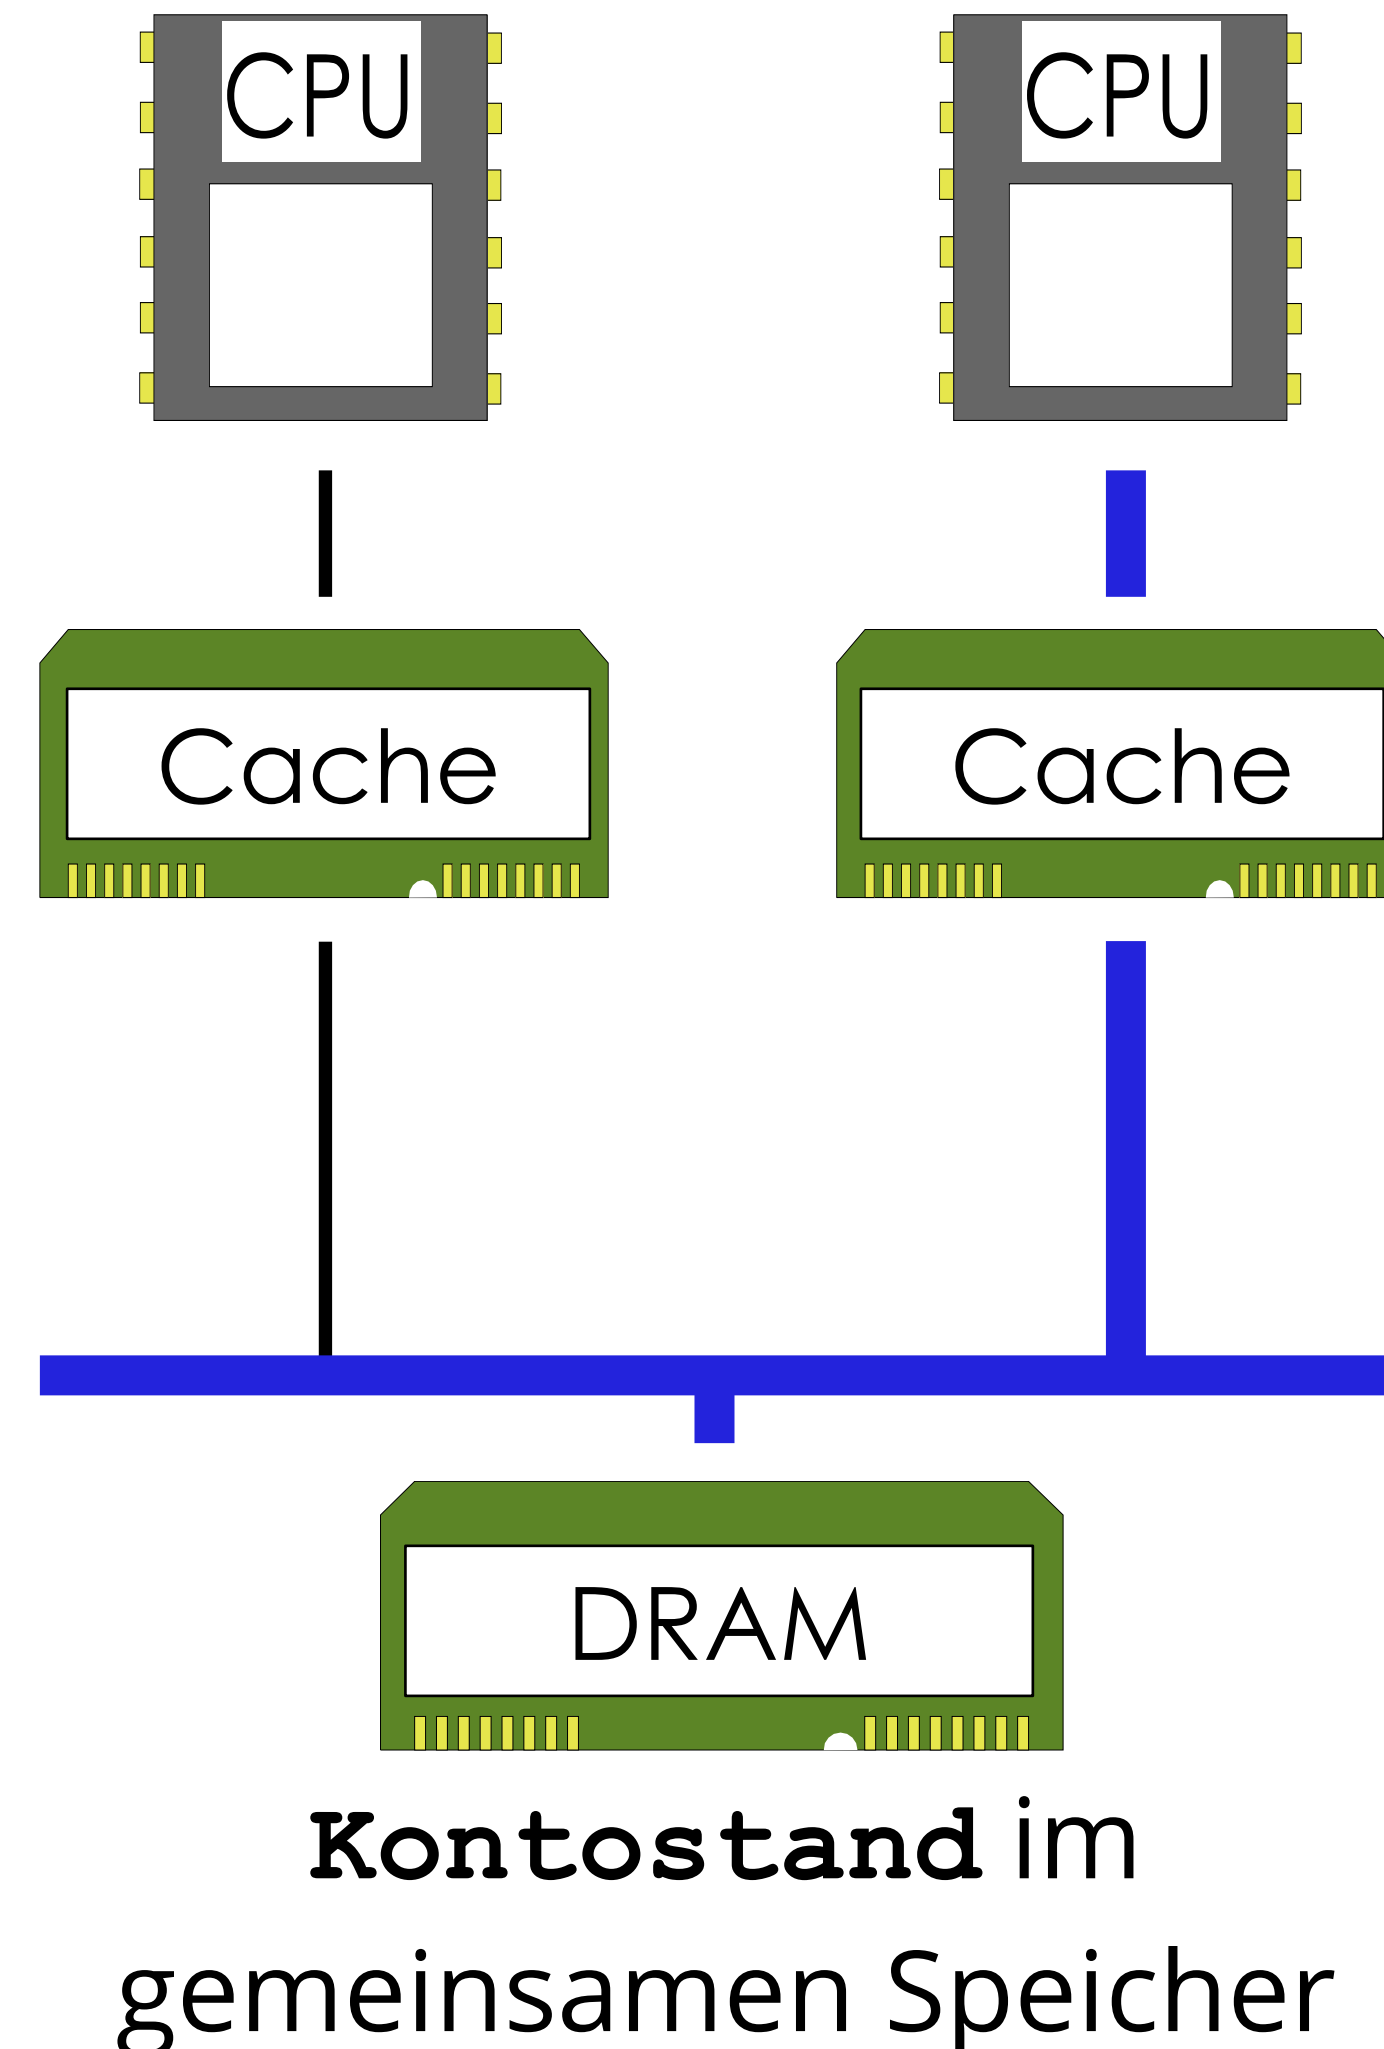 CPU CPU
Cache Cache
DRAM
Kontostand im
gemeinsamen Speicher